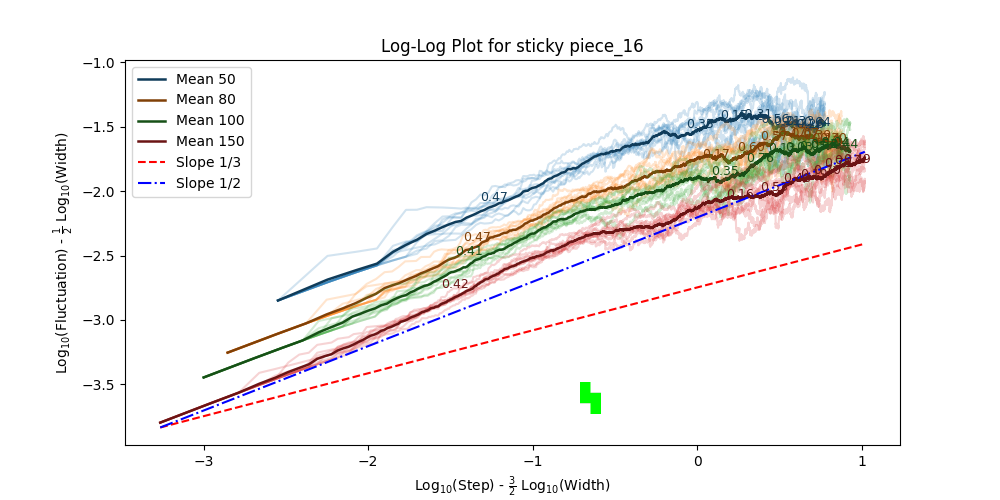 Log-Log Plot for sticky piece_16
Mean 50
Mean 80
Mean 100
Mean 150
Slope 1/3
Slope 1/2
−1.0
−1.5
−2.0
−2.5
−3.0
−3.5
Log₁₀(Fluctuation) - ½ Log₁₀(Width)
0.47
0.47
0.41
0.42
0.17
0.35
0.16
−3
−2
−1
0
1
Log₁₀(Step) - 3/2 Log₁₀(Width)